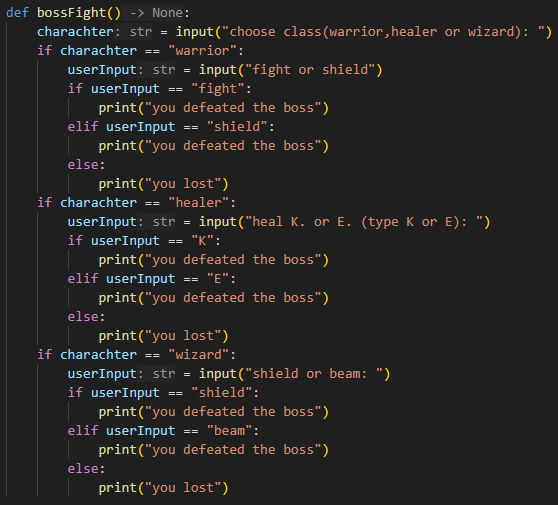 def bossFight() -> None:
    charachter: str = input("choose class(warrior,healer or wizard): ")
    if charachter == "warrior":
        userInput: str = input("fight or shield")
        if userInput == "fight":
            print("you defeated the boss")
        elif userInput == "shield":
            print("you defeated the boss")
        else:
            print("you lost")
    if charachter == "healer":
        userInput: str = input("heal K. or E. (type K or E): ")
        if userInput == "K":
            print("you defeated the boss")
        elif userInput == "E":
            print("you defeated the boss")
        else:
            print("you lost")
    if charachter == "wizard":
        userInput: str = input("shield or beam: ")
        if userInput == "shield":
            print("you defeated the boss")
        elif userInput == "beam":
            print("you defeated the boss")
        else:
            print("you lost")